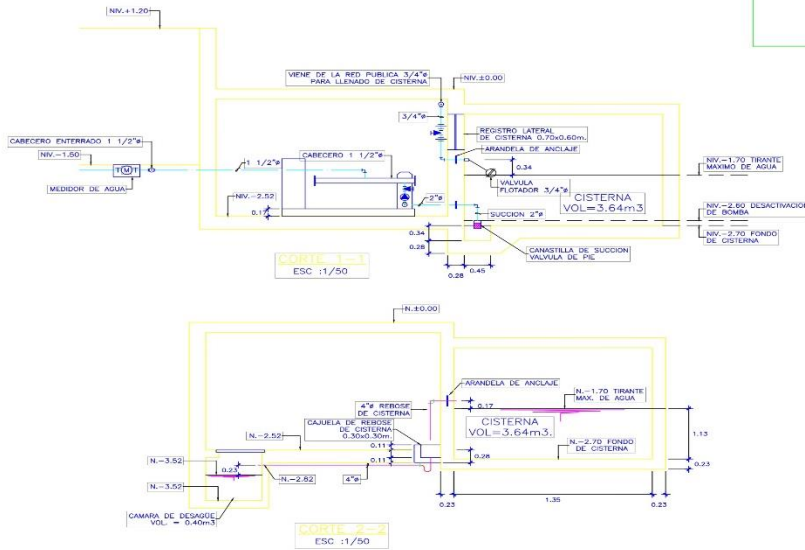 NIV.+1.20
VIENE DE LA RED PUBLICA 3/4"ø
PARA LLENADO DE CISTERNA
NIV.±0.00
3/4"ø
REGISTRO LATERAL
DE CISTERNA 0.70x0.60m.
ARANDELA DE ANCLAJE
CABECERO ENTERRADO 1 1/2"ø
NIV.-1.50
1 1/2"ø
CABECERO 1 1/2"ø
0.34
NIV.-1.70 TIRANTE
MAXIMO DE AGUA
T M T
MEDIDOR DE AGUA
VALVULA
FLOTADOR 3/4"ø
CISTERNA
VOL=3.64m3
NIV.-2.52
2"ø
0.17
SUCCION 2"ø
NIV.-2.60 DESACTIVACION
DE BOMBA
NIV.-2.70 FONDO
DE CISTERNA
0.34
0.28
CANASTILLA DE SUCCION
VALVULA DE PIE
CORTE 1-1
ESC :1/50
0.28
0.45
N.±0.00
ARANDELA DE ANCLAJE
4"ø REBOSE
DE CISTERNA
0.17
N.-1.70 TIRANTE
MAX. DE AGUA
CAJUELA DE REBOSE
DE CISTERNA
0.30x0.30m.
CISTERNA
VOL=3.64m3.
1.13
N.-2.52
0.11
0.11
0.28
N.-2.70 FONDO
DE CISTERNA
0.23
N.-3.52
0.23
N.-2.82
4"ø
N.-3.52
0.23
1.35
0.23
CAMARA DE DESAGÜE
VOL. = 0.40m3
CORTE 2-2
ESC :1/50